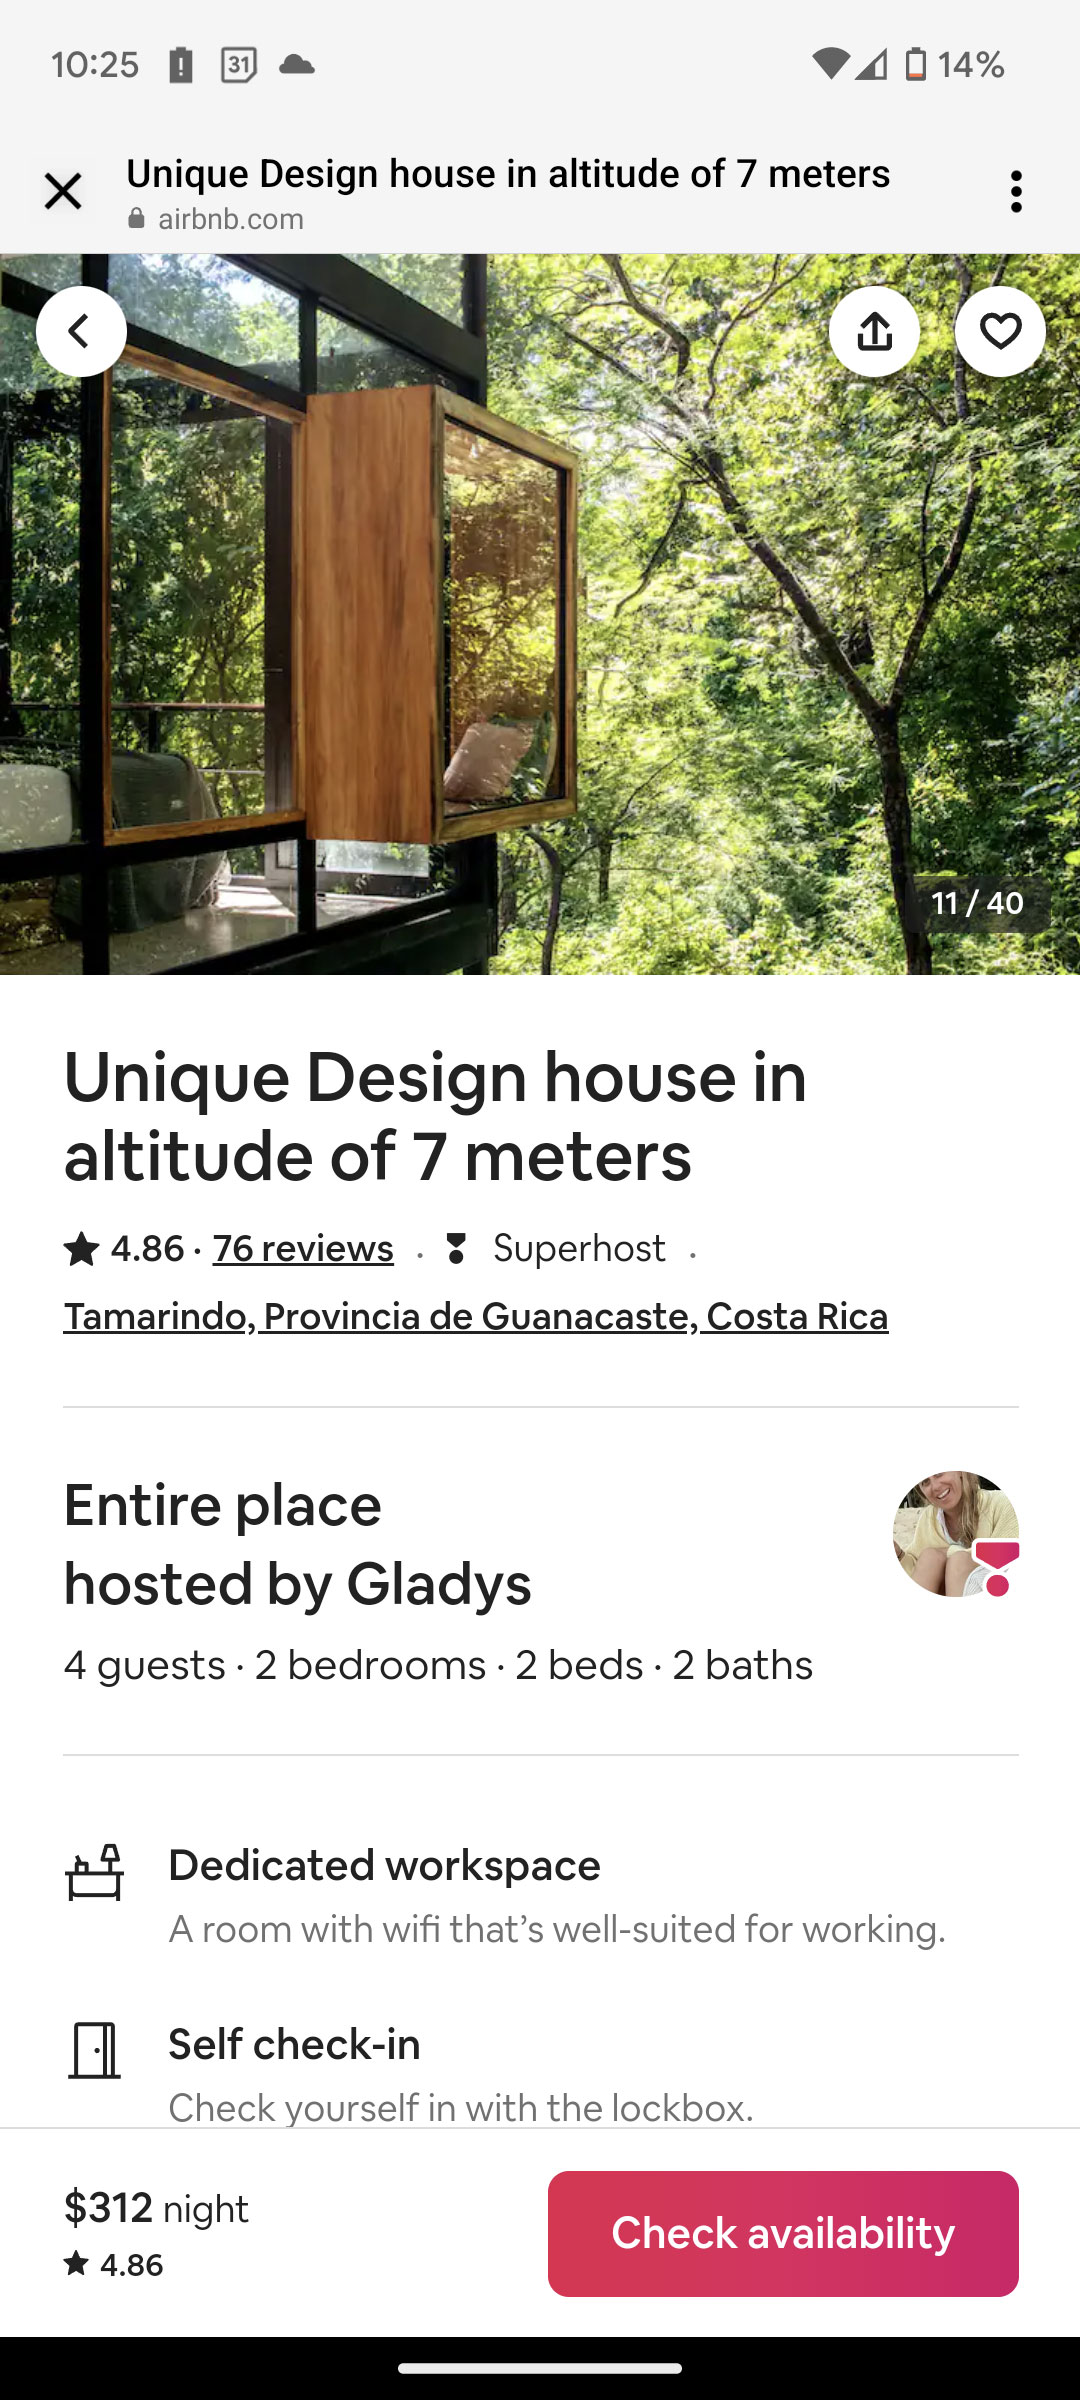 10:25
31
14%
Unique Design house in altitude of 7 meters
airbnb.com
11 / 40
Unique Design house in
altitude of 7 meters
4.86 · 76 reviews · Superhost ·
Tamarindo, Provincia de Guanacaste, Costa Rica
Entire place
hosted by Gladys
4 guests · 2 bedrooms · 2 beds · 2 baths
Dedicated workspace
A room with wifi that’s well-suited for working.
Self check-in
Check yourself in with the lockbox.
$312 night
4.86
Check availability